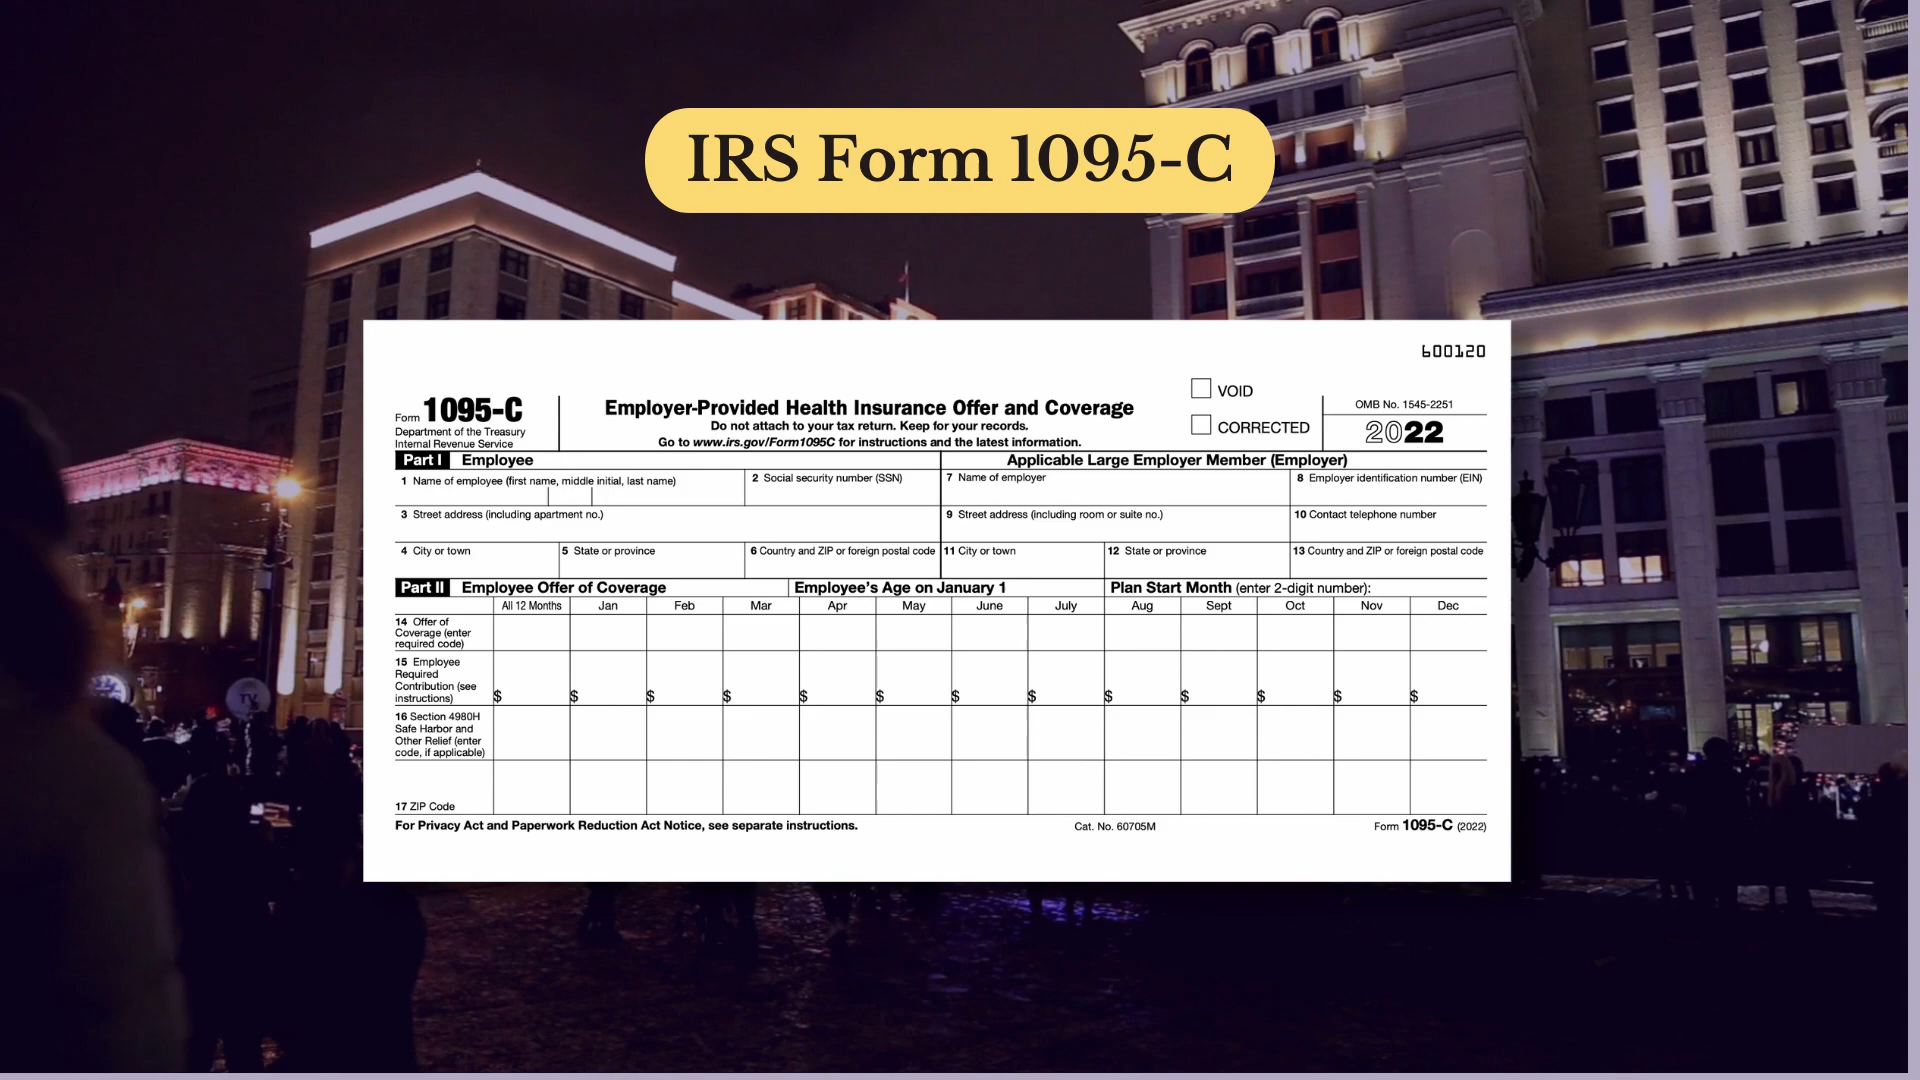 IRS Form 1095-C
600120
Form 1095-C
Department of the Treasury
Internal Revenue Service
Employer-Provided Health Insurance Offer and Coverage
Do not attach to your tax return. Keep for your records.
Go to www.irs.gov/Form1095C for instructions and the latest information.
VOID
CORRECTED
OMB No. 1545-2251
2022
Part I Employee
Applicable Large Employer Member (Employer)
1 Name of employee (first name, middle initial, last name)
2 Social security number (SSN)
7 Name of employer
8 Employer identification number (EIN)
3 Street address (including apartment no.)
9 Street address (including room or suite no.)
10 Contact telephone number
4 City or town
5 State or province
6 Country and ZIP or foreign postal code
11 City or town
12 State or province
13 Country and ZIP or foreign postal code
Part II Employee Offer of Coverage
Employee's Age on January 1
Plan Start Month (enter 2-digit number):
All 12 Months Jan Feb Mar Apr May June July Aug Sept Oct Nov Dec
14 Offer of
Coverage (enter
required code)
15 Employee
Required
Contribution (see
instructions) $ $ $ $ $ $ $ $ $ $ $ $ $
16 Section 4980H
Safe Harbor and
Other Relief (enter
code, if applicable)
17 ZIP Code
For Privacy Act and Paperwork Reduction Act Notice, see separate instructions.
Cat. No. 60705M
Form 1095-C (2022)